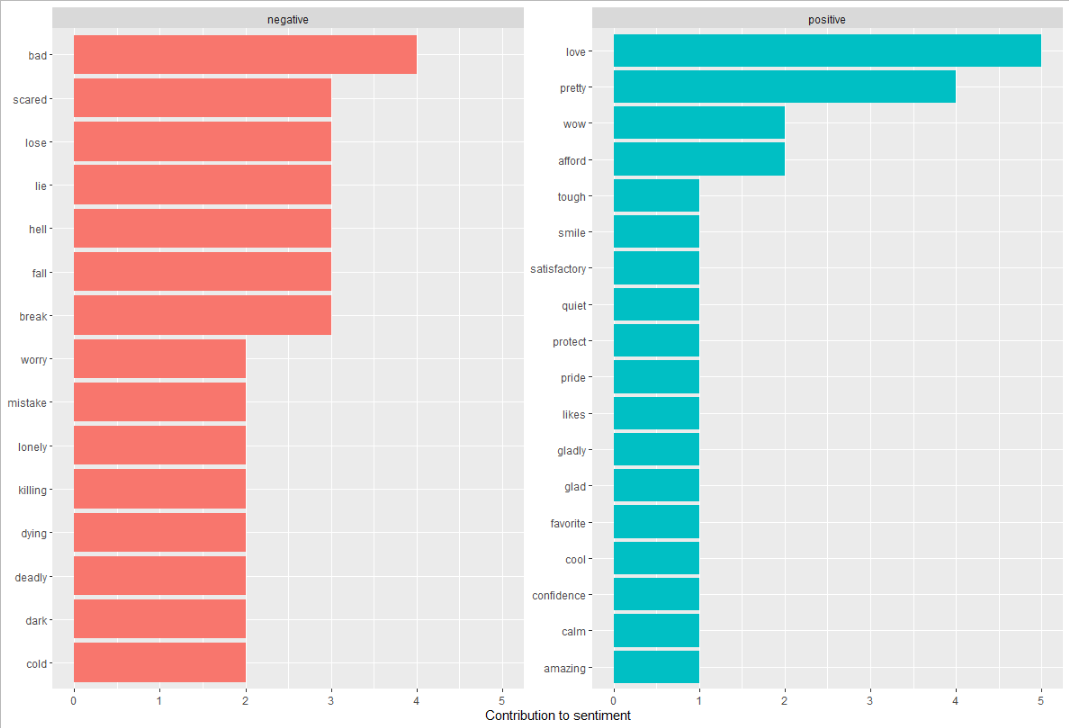 negative
bad
scared
lose
lie
hell
fall
break
worry
mistake
lonely
killing
dying
deadly
dark
cold
0 1 2 3 4 5
positive
love
pretty
wow
afford
tough
smile
satisfactory
quiet
protect
pride
likes
gladly
glad
favorite
cool
confidence
calm
amazing
0 1 2 3 4 5
Contribution to sentiment